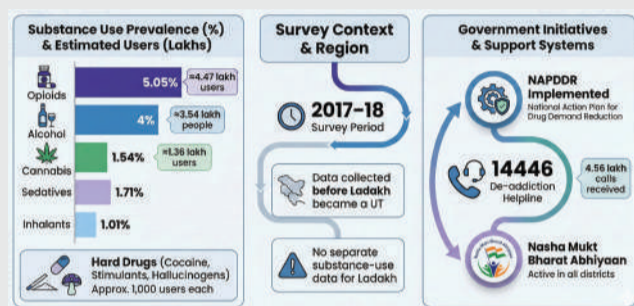 Substance Use Prevalence (%)
& Estimated Users (Lakhs)
Opioids
5.05%
≈4.47 lakh
users
Alcohol
4%
≈3.54 lakh
people
Cannabis
1.54%
≈1.36 lakh
users
Sedatives
1.71%
Inhalants
1.01%
Hard Drugs (Cocaine,
Stimulants, Hallucinogens)
Approx. 1,000 users each
Survey Context
& Region
2017-18
Survey Period
Data collected
before Ladakh
became a UT
No separate
substance-use
data for Ladakh
Government Initiatives
& Support Systems
NAPDDR
Implemented
National Action Plan for
Drug Demand Reduction
14446
De-addiction
Helpline
4.56 lakh
calls
received
Nasha Mukt
Bharat Abhiyaan
Active in all districts